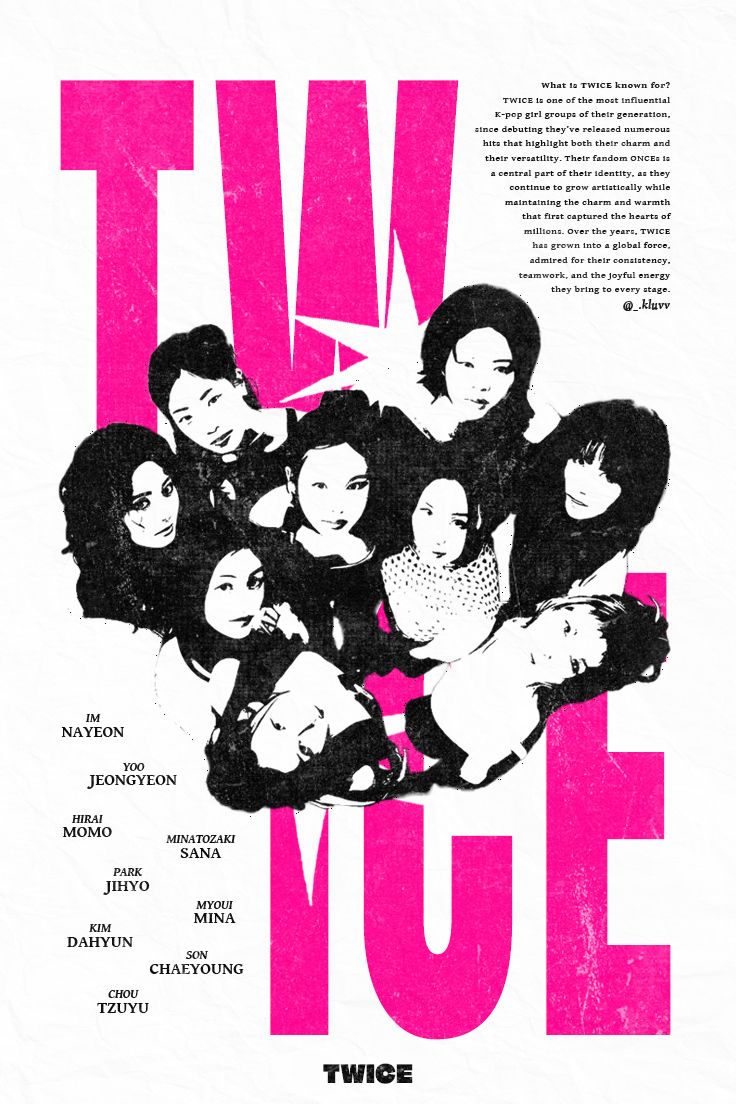 TW
What is TWICE known for?
TWICE is one of the most influential
K-pop girl groups of their generation,
since debuting they've released numerous
hits that highlight both their charm and
their versatility. Their fandom ONCEs is
a central part of their identity, as they
continue to grow artistically while
maintaining the charm and warmth
that first captured the hearts of
millions. Over the years, TWICE
has grown into a global force,
admired for their consistency,
teamwork, and the joyful energy
they bring to every stage.
@_.kluvv
ICE
IM
NAYEON
YOO
JEONGYEON
HIRAI
MOMO
MINATOZAKI
SANA
PARK
JIHYO
MYOUI
MINA
KIM
DAHYUN
SON
CHAEYOUNG
CHOU
TZUYU
TWICE